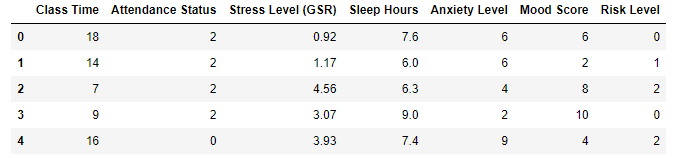 Class Time Attendance Status Stress Level (GSR) Sleep Hours Anxiety Level Mood Score Risk Level
0 18 2 0.92 7.6 6 6 0
1 14 2 1.17 6.0 6 2 1
2 7 2 4.56 6.3 4 8 2
3 9 2 3.07 9.0 2 10 0
4 16 0 3.93 7.4 9 4 2